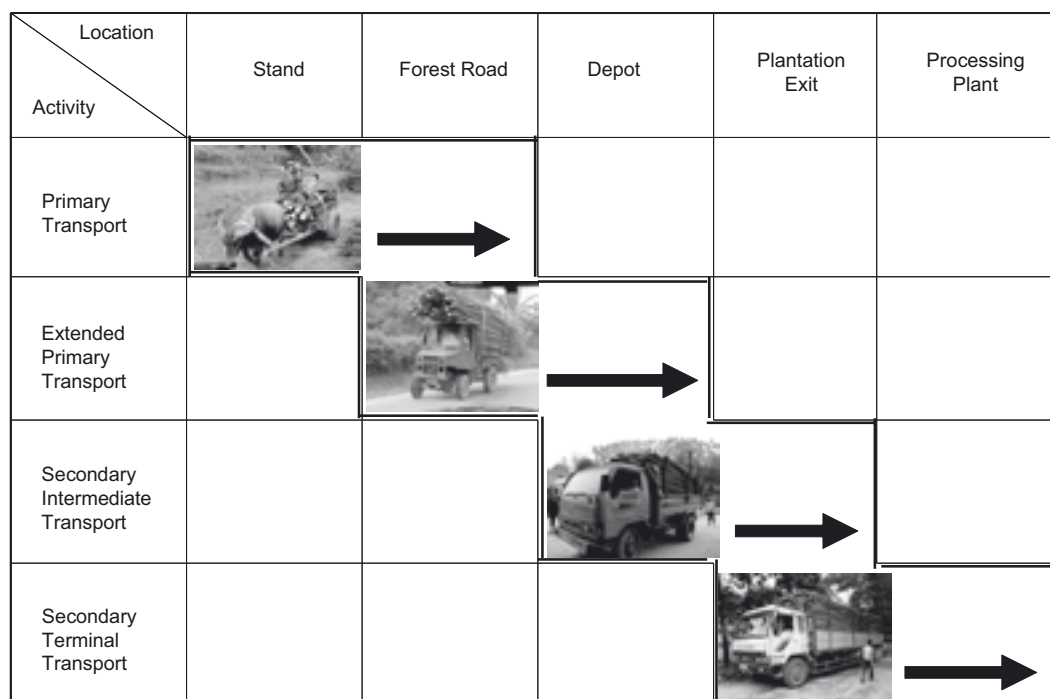 Location
Activity
Stand
Forest Road
Depot
Plantation
Exit
Processing
Plant
Primary
Transport
Extended
Primary
Transport
Secondary
Intermediate
Transport
Secondary
Terminal
Transport